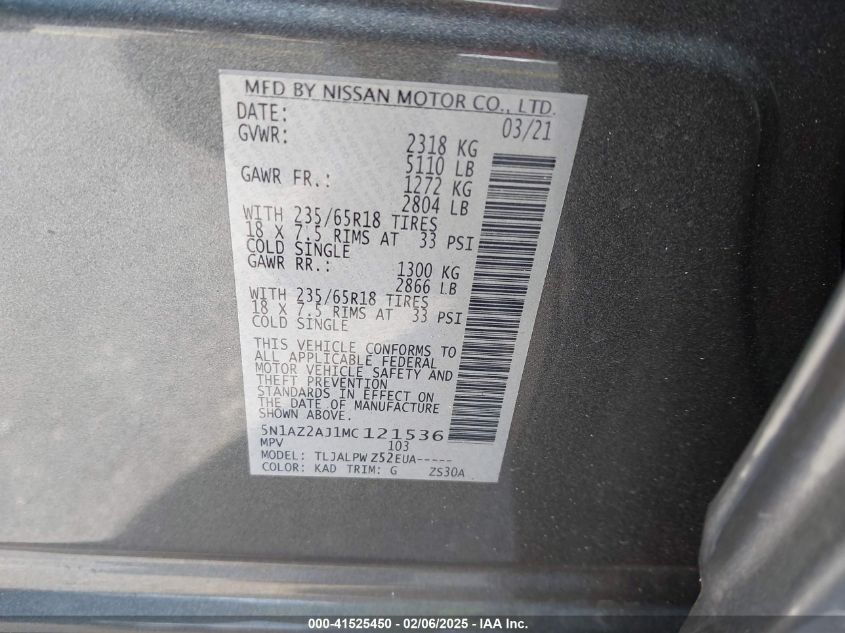 MFD BY NISSAN MOTOR CO., LTD.
DATE: 03/21
GVWR: 2318 KG
5110 LB
GAWR FR.: 1272 KG
2804 LB
WITH 235/65R18 TIRES
18 X 7.5 RIMS AT 33 PSI
COLD SINGLE
GAWR RR.: 1300 KG
2866 LB
WITH 235/65R18 TIRES
18 X 7.5 RIMS AT 33 PSI
COLD SINGLE
THIS VEHICLE CONFORMS TO
ALL APPLICABLE FEDERAL
MOTOR VEHICLE SAFETY AND
THEFT PREVENTION
STANDARDS IN EFFECT ON
THE DATE OF MANUFACTURE
SHOWN ABOVE.
5N1AZ2AJ1MC121536
MPV 103
MODEL: TLJALPWZ52EUA-----
COLOR: KAD TRIM: G ZS30A
000-41525450 - 02/06/2025 - IAA Inc.